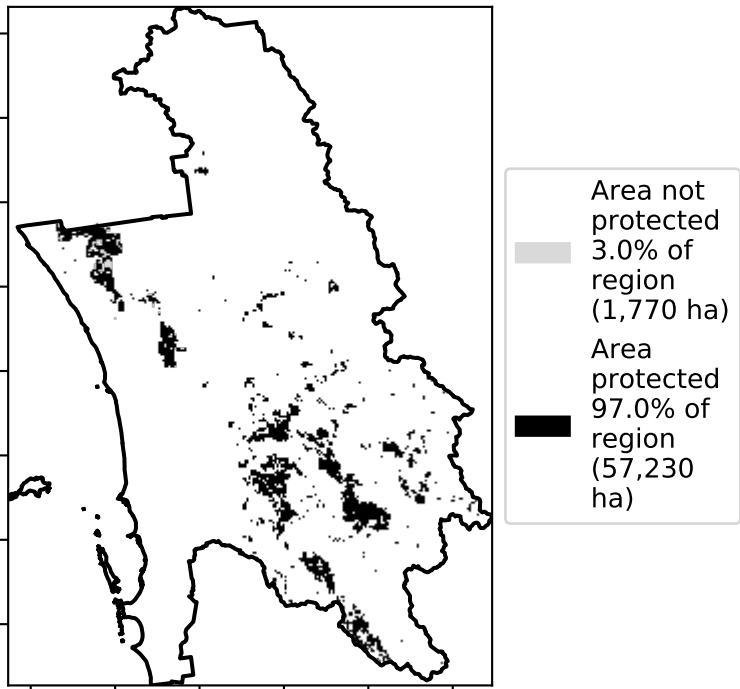 Area not
protected
3.0% of
region
(1,770 ha)
Area
protected
97.0% of
region
(57,230
ha)